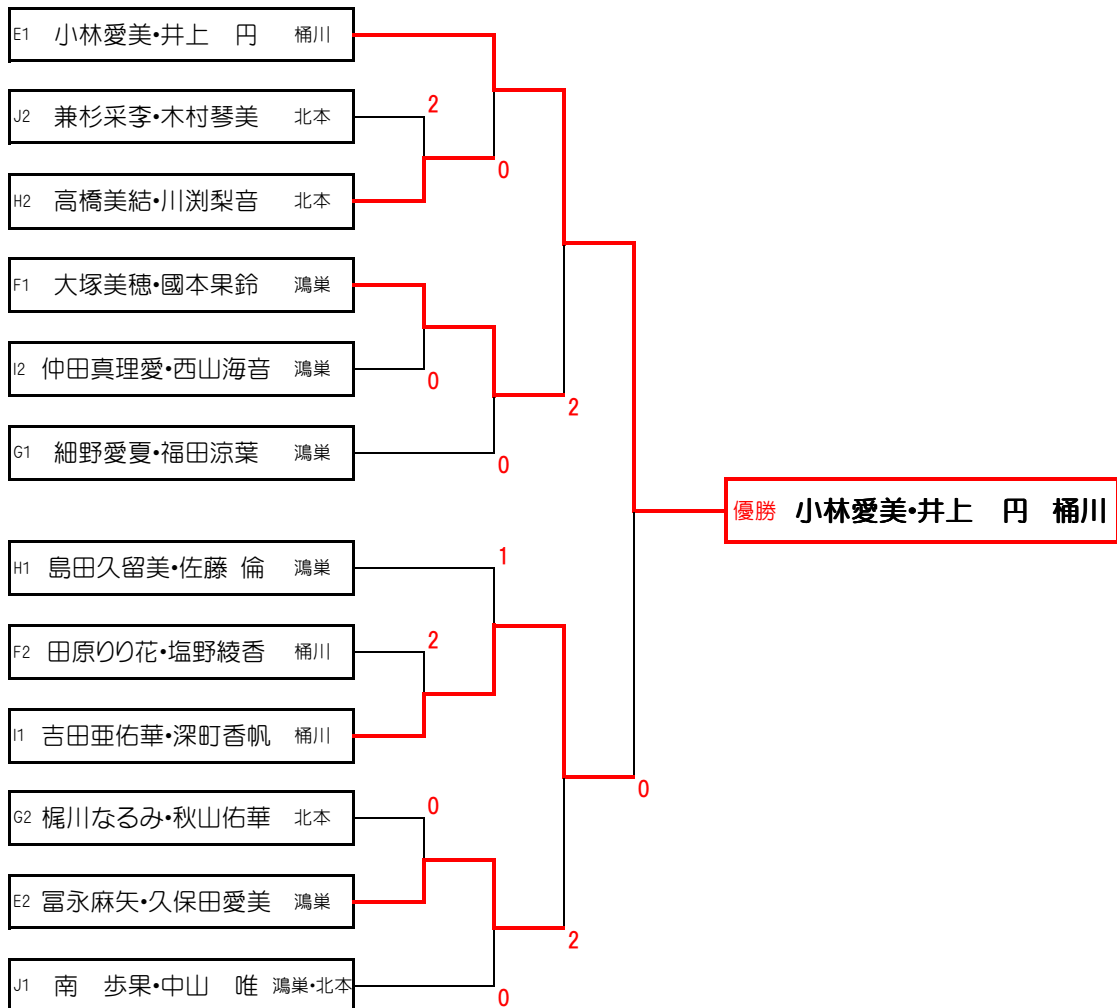 E1 小林愛美・井上　円 桶川
2
J2 兼杉采李・木村琴美 北本
0
H2 高橋美結・川渕梨音 北本
F1 大塚美穂・國本果鈴 鴻巣
I2 仲田真理愛・西山海音 鴻巣
0
2
G1 細野愛夏・福田涼葉 鴻巣
0
優勝 小林愛美・井上　円　桶川
1
H1 島田久留美・佐藤 倫 鴻巣
2
F2 田原りり花・塩野綾香 桶川
I1 吉田亜佑華・深町香帆 桶川
0
0
G2 梶川なるみ・秋山佑華 北本
E2 冨永麻矢・久保田愛美 鴻巣
2
J1 南　歩果・中山　唯 鴻巣・北本
0